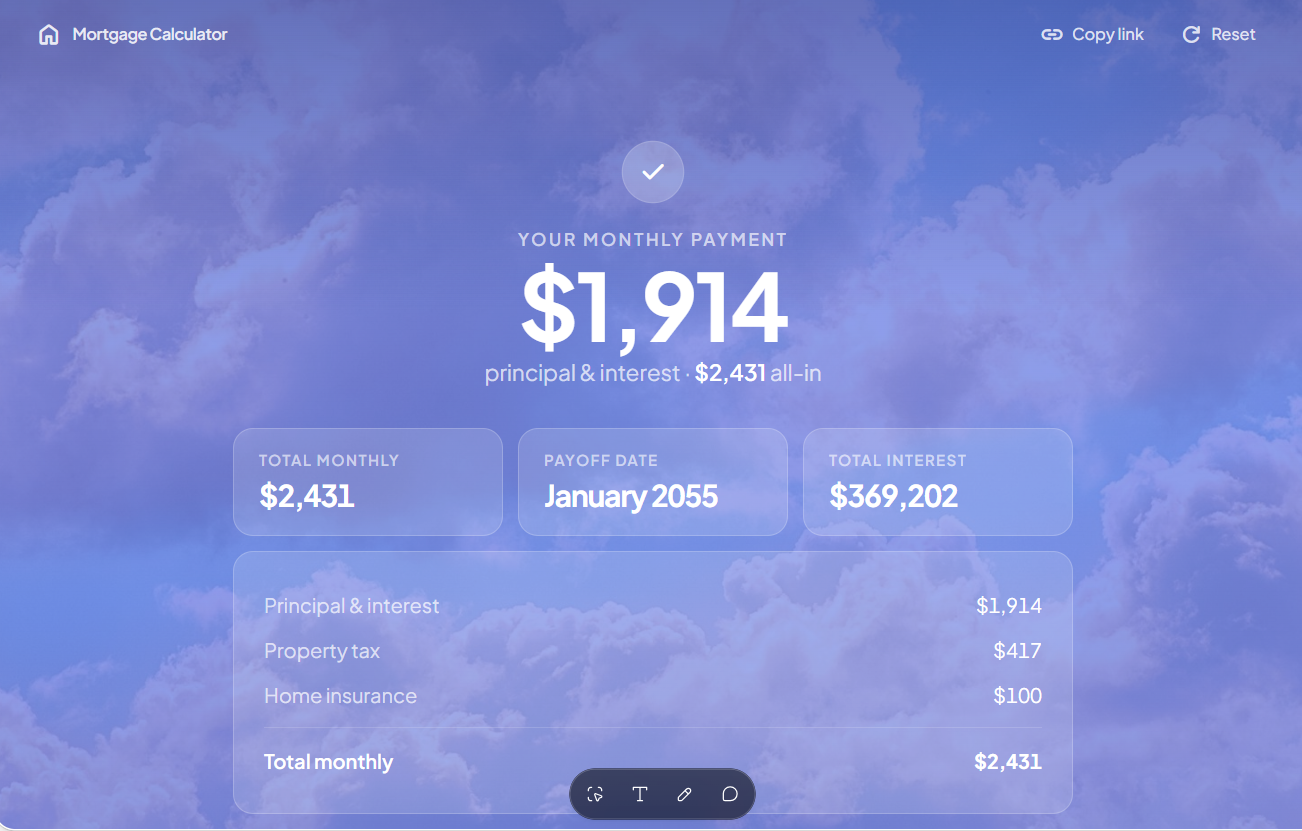 Mortgage Calculator
Copy link
Reset
YOUR MONTHLY PAYMENT
$1,914
principal & interest · $2,431 all-in
TOTAL MONTHLY
$2,431
PAYOFF DATE
January 2055
TOTAL INTEREST
$369,202
Principal & interest $1,914
Property tax $417
Home insurance $100
Total monthly $2,431